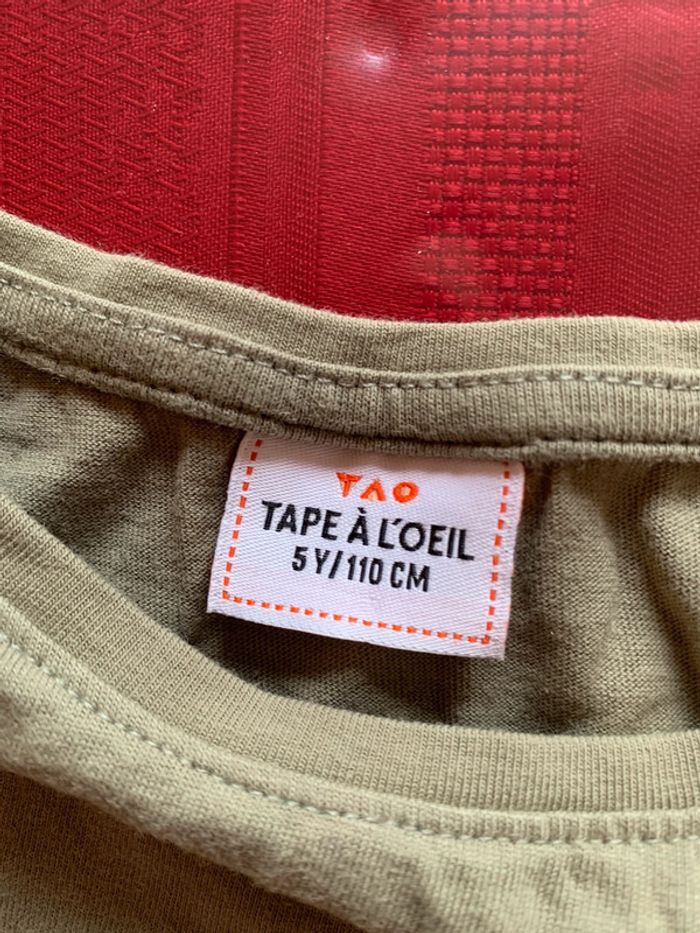 TAO
TAPE À L'OEIL
5 Y/110 CM